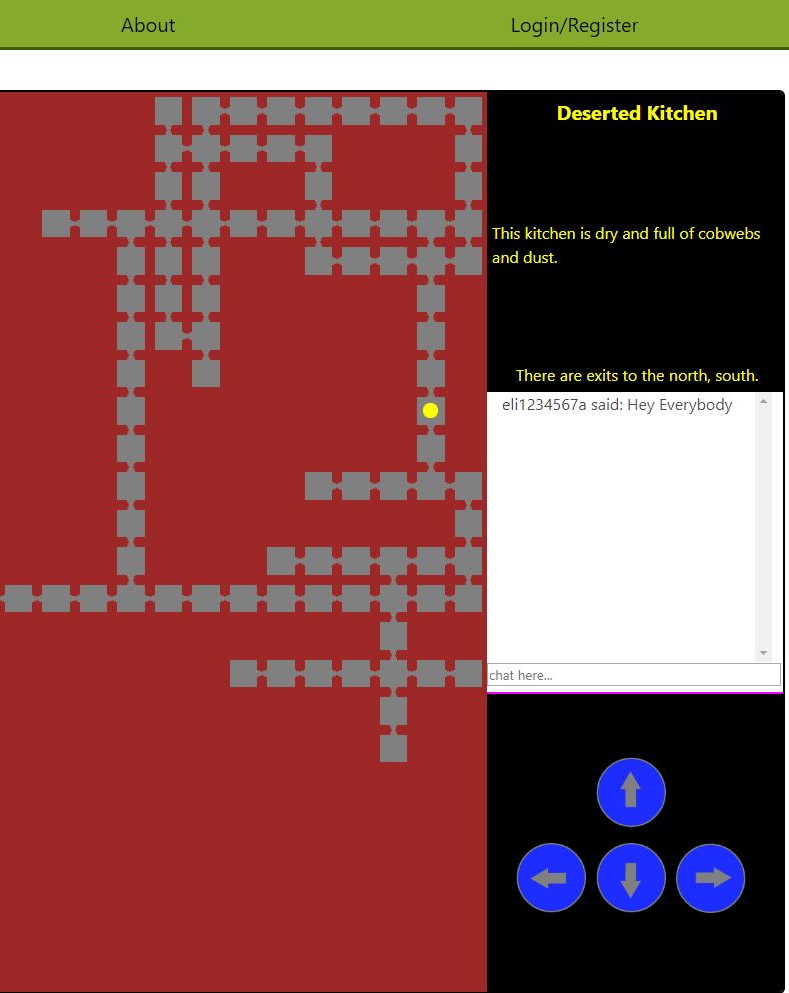 About
Login/Register
Deserted Kitchen
This kitchen is dry and full of cobwebs
and dust.
There are exits to the north, south.
eli1234567a said: Hey Everybody
chat here...